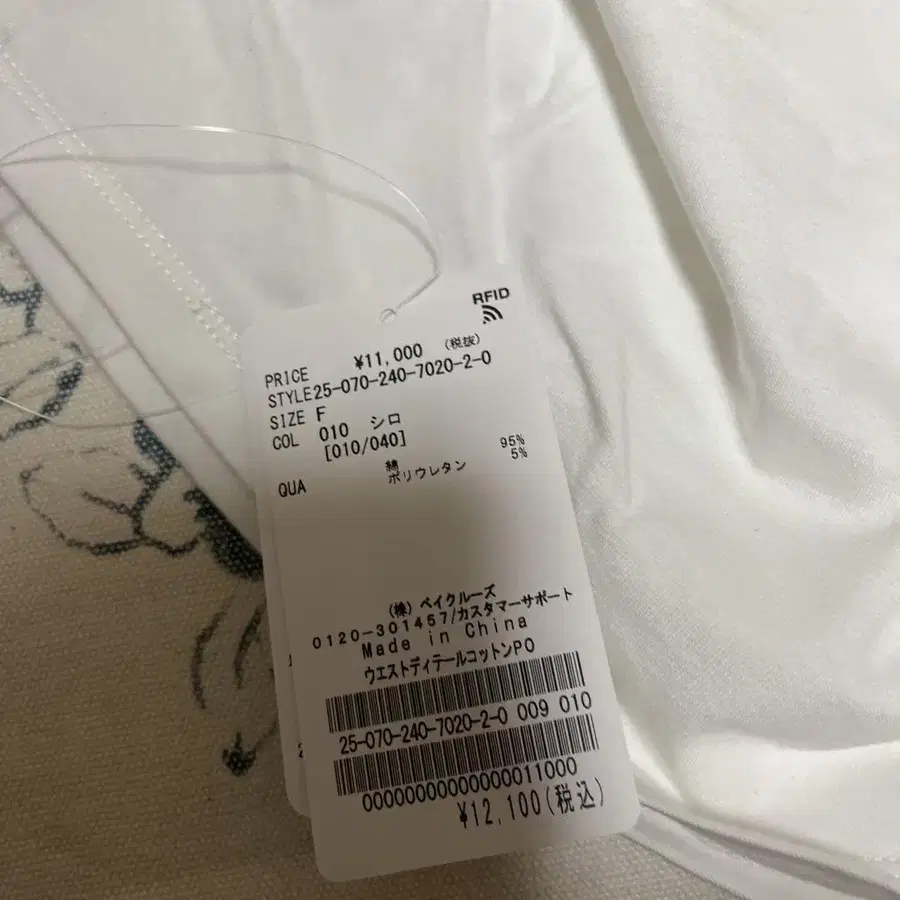 RFID
PRICE ¥11,000 (税抜)
STYLE 25-070-240-7020-2-0
SIZE F
COL 010 シロ
[010/040]
QUA 綿 95%
ポリウレタン 5%
(株) ベイクルーズ
0120-301457/カスタマーサポート
Made in China
ウエストディテールコットンPO
25-070-240-7020-2-0 009 010
00000000000000011000
¥12,100(税込)